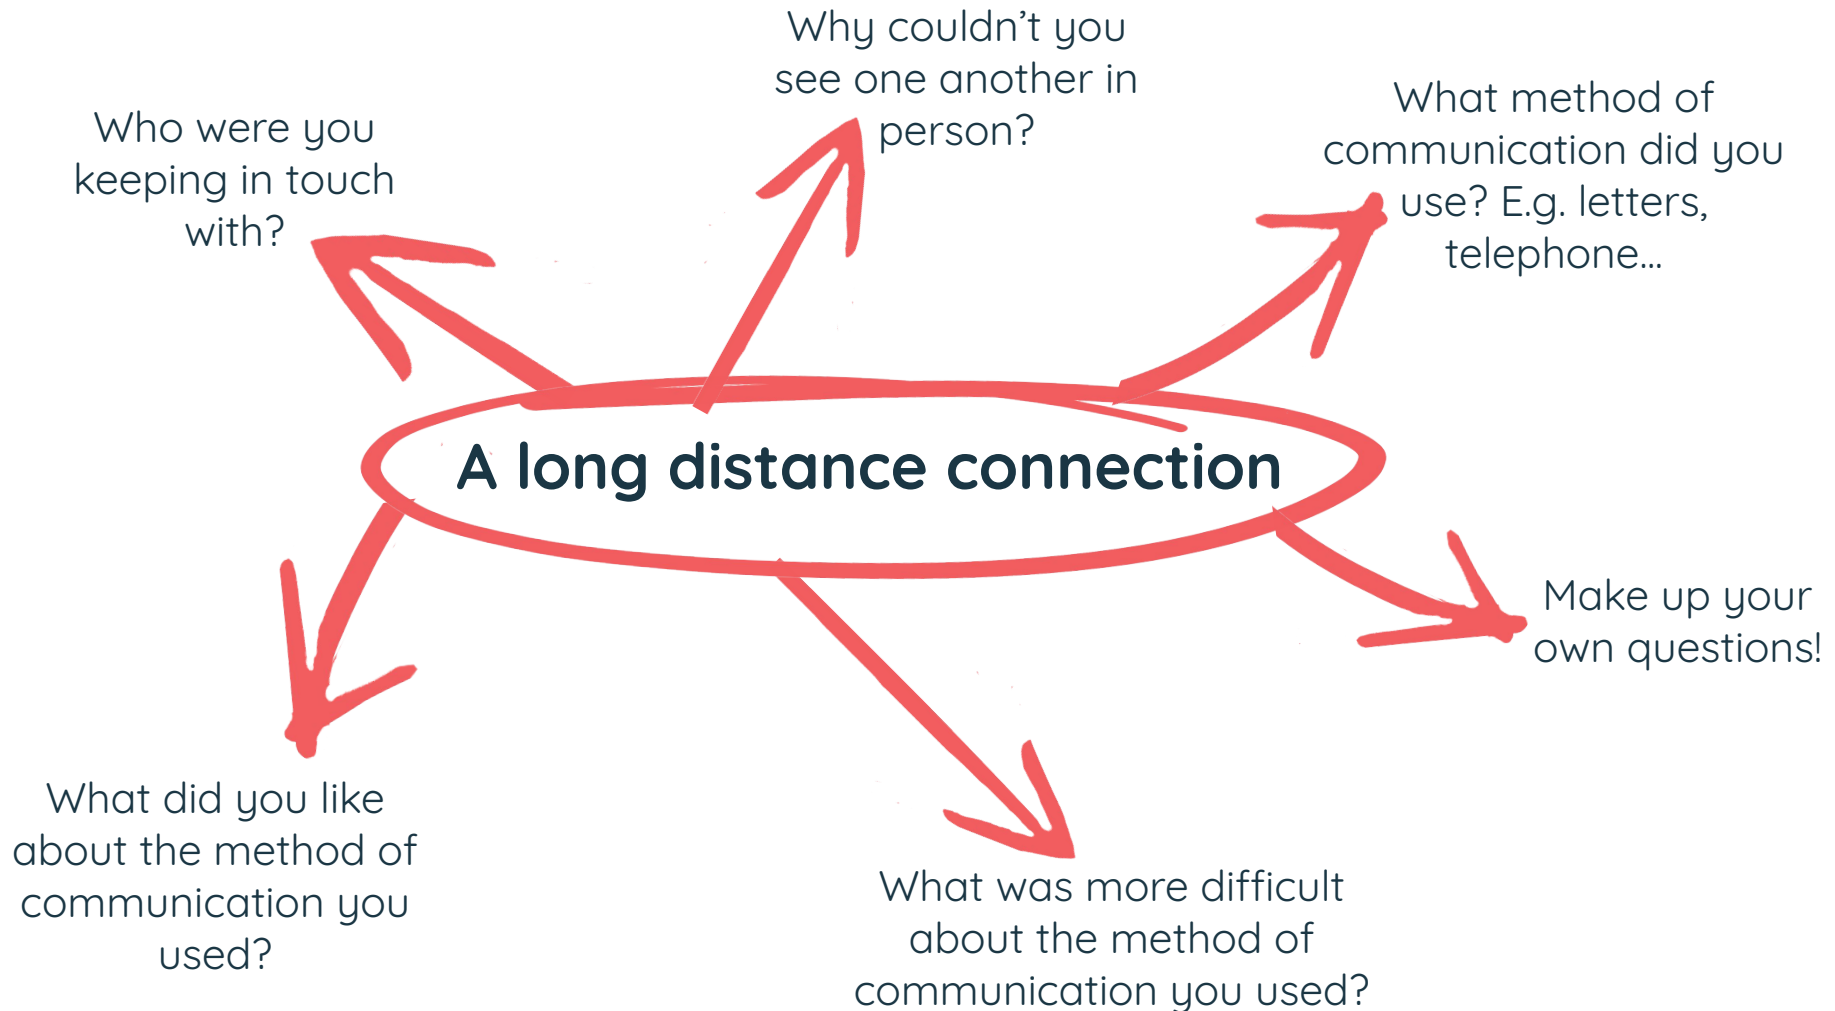 Why couldn’t you
see one another in
person?
Who were you
keeping in touch
with?
What method of
communication did you
use? E.g. letters,
telephone...
A long distance connection
Make up your
own questions!
What did you like
about the method of
communication you
used?
What was more difficult
about the method of
communication you used?